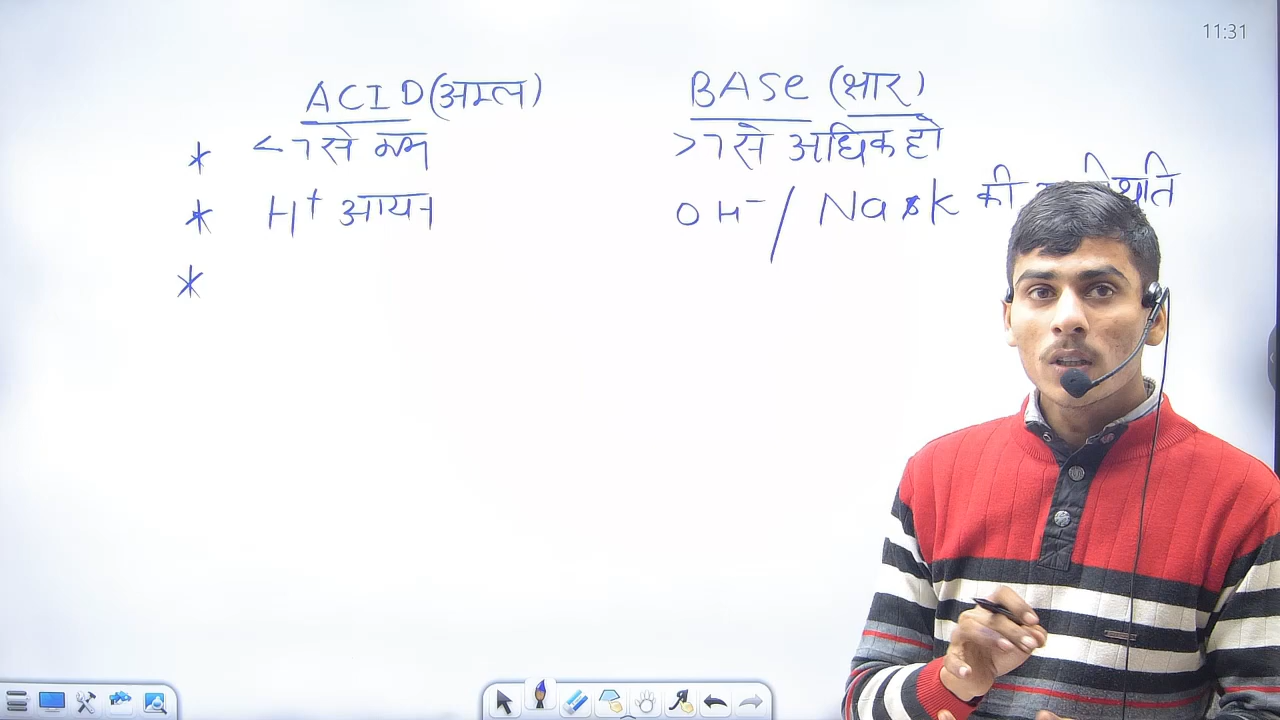 11:31
ACID (अम्ल) BASE (क्षार)
* <7 से कम >7 से अधिक हो
* H+ आयन OH-/ Na & K की
*